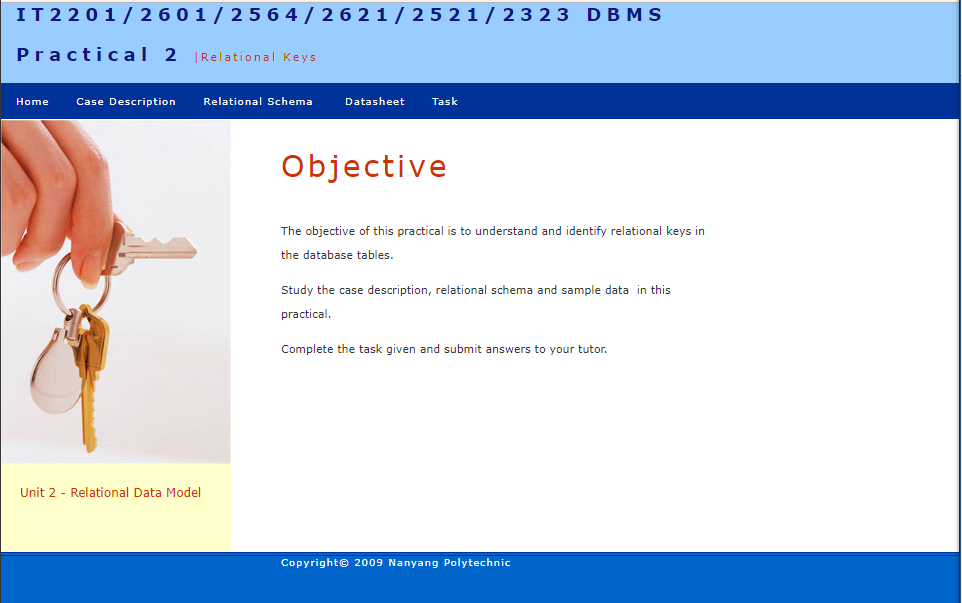 IT2201/2601/2564/2621/2521/2323 DBMS
Practical 2 |Relational Keys
Home Case Description Relational Schema Datasheet Task
Objective
The objective of this practical is to understand and identify relational keys in
the database tables.
Study the case description, relational schema and sample data in this
practical.
Complete the task given and submit answers to your tutor.
Unit 2 - Relational Data Model
Copyright© 2009 Nanyang Polytechnic